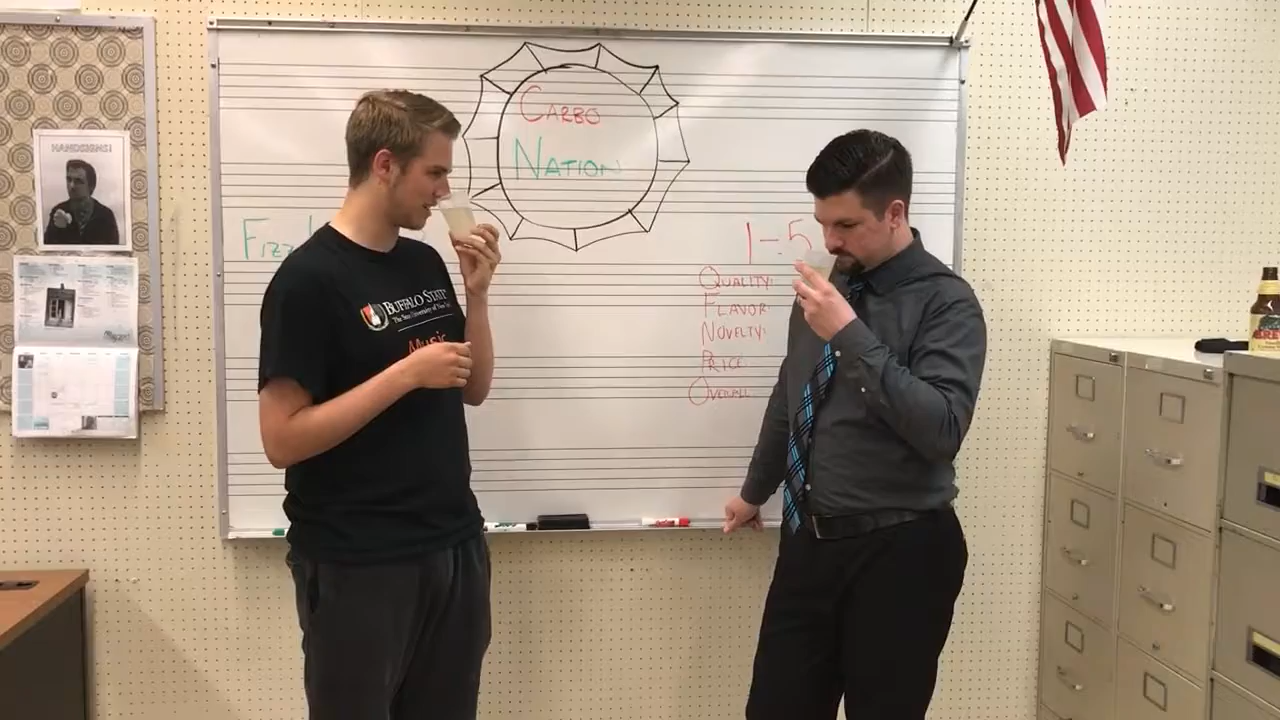 HANDSIGNS!
CARBO
NATION
1-5
QUALITY:
FLAVOR:
NOVELTY:
PRICE
OVERALL
BUFFALO STATE
The State University of New York
Music